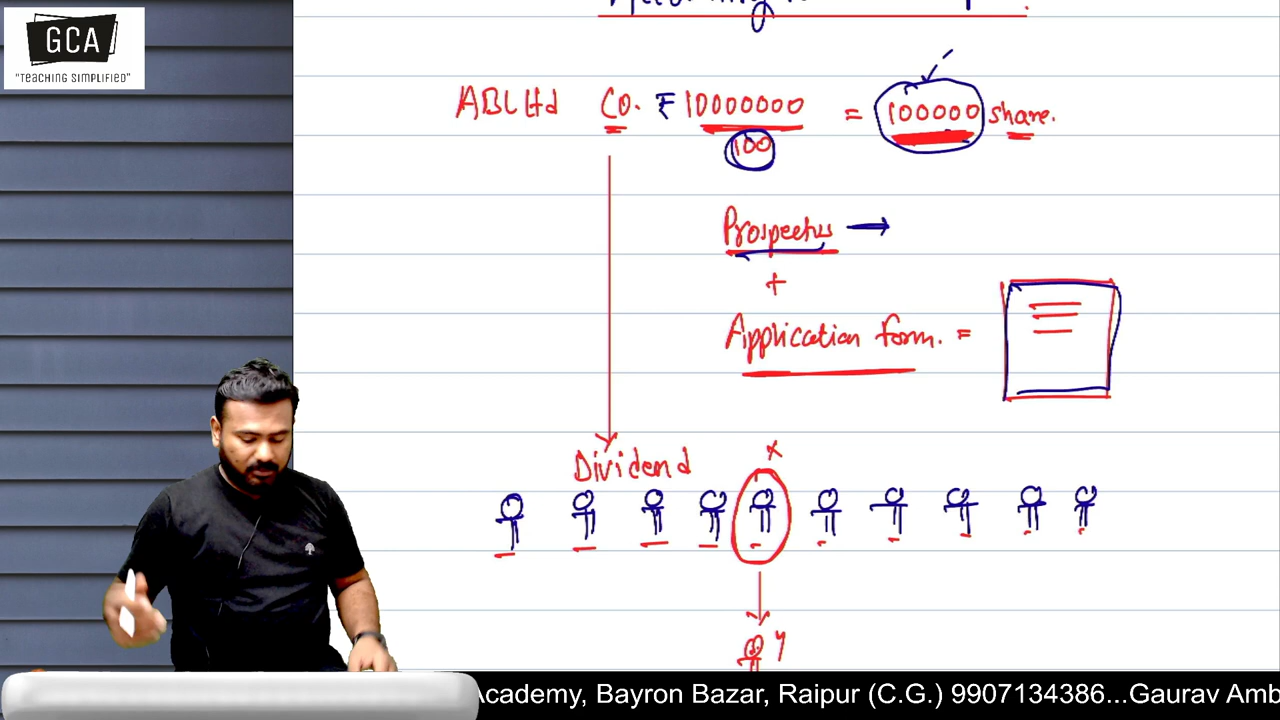 GCA
"TEACHING SIMPLIFIED"
ABC Ltd Co. ₹ 10000000 = 100000 share.
100
Prospectus →
+
Application form. =
Dividend
x
y
Academy, Bayron Bazar, Raipur (C.G.) 9907134386...Gaurav Amb